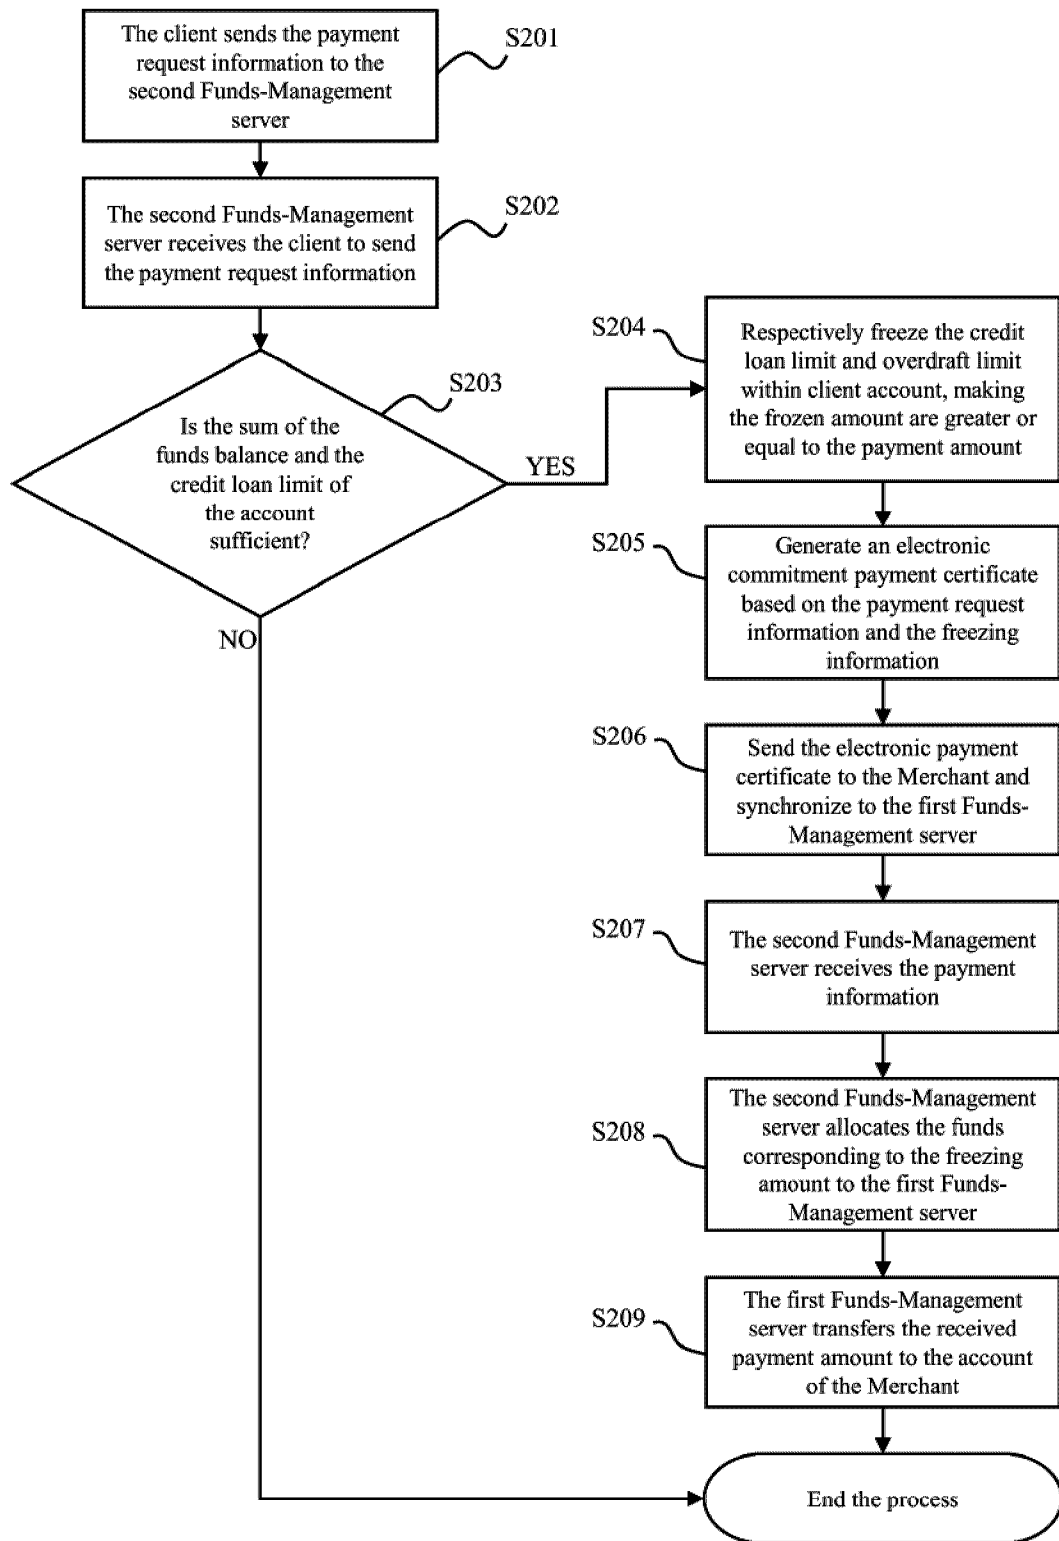 The client sends the payment
request information to the
second Funds-Management
server
S201
The second Funds-Management
server receives the client to send
the payment request information
S202
Is the sum of the
funds balance and the
credit loan limit of
the account
sufficient?
S203
YES
NO
S204
Respectively freeze the credit
loan limit and overdraft limit
within client account, making
the frozen amount are greater or
equal to the payment amount
S205
Generate an electronic
commitment payment certificate
based on the payment request
information and the freezing
information
S206
Send the electronic payment
certificate to the Merchant and
synchronize to the first Funds-
Management server
S207
The second Funds-Management
server receives the payment
information
S208
The second Funds-Management
server allocates the funds
corresponding to the freezing
amount to the first Funds-
Management server
S209
The first Funds-Management
server transfers the received
payment amount to the account
of the Merchant
End the process